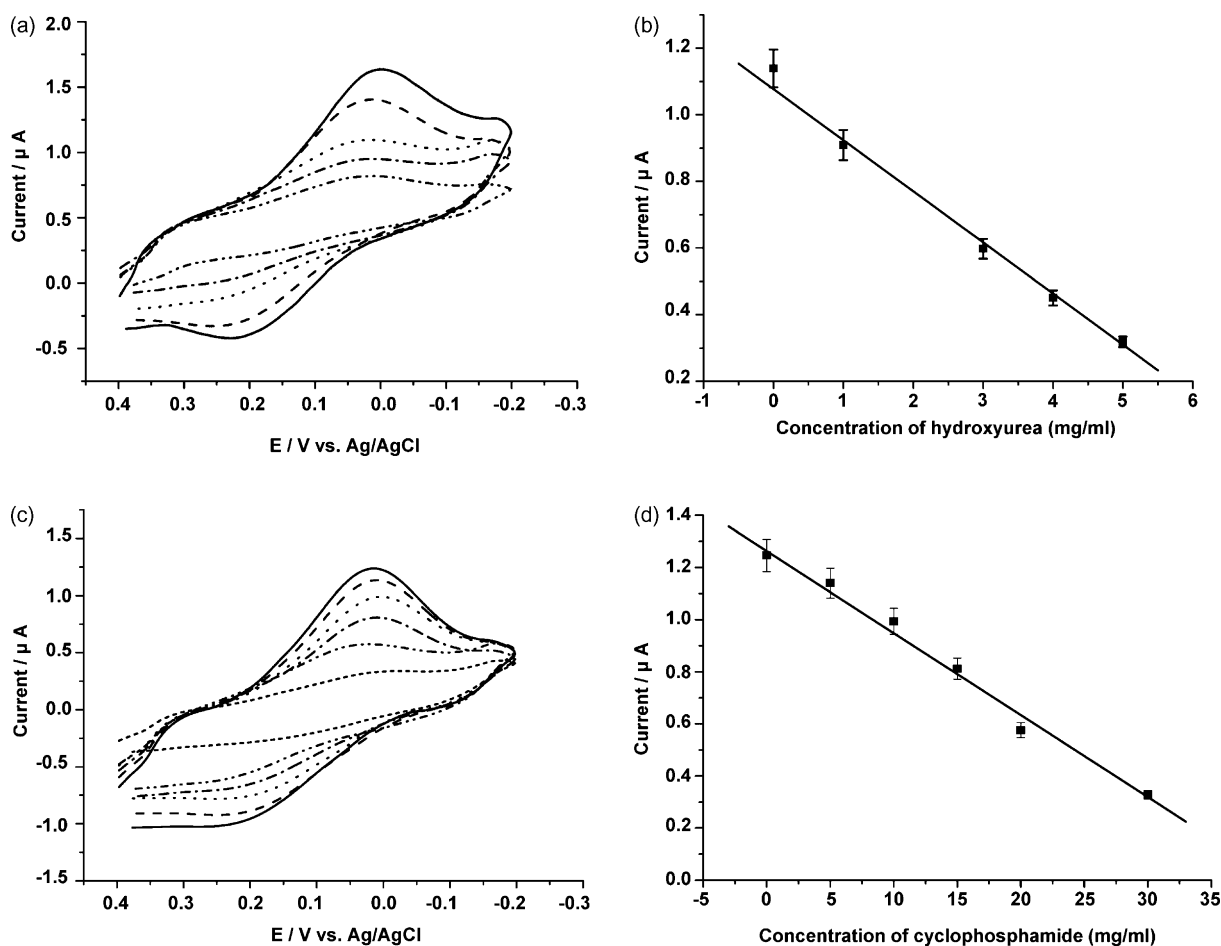 (a)
2.0
1.5
1.0
0.5
0.0
-0.5
Current / µ A
0.4 0.3 0.2 0.1 0.0 -0.1 -0.2 -0.3
E / V vs. Ag/AgCl
(b)
1.2
1.0
0.8
0.6
0.4
0.2
Current / µ A
-1 0 1 2 3 4 5 6
Concentration of hydroxyurea (mg/ml)
(c)
1.5
1.0
0.5
0.0
-0.5
-1.0
-1.5
Current / µ A
0.4 0.3 0.2 0.1 0.0 -0.1 -0.2 -0.3
E / V vs. Ag/AgCl
(d)
1.4
1.2
1.0
0.8
0.6
0.4
0.2
0.0
Current / µ A
-5 0 5 10 15 20 25 30 35
Concentration of cyclophosphamide (mg/ml)